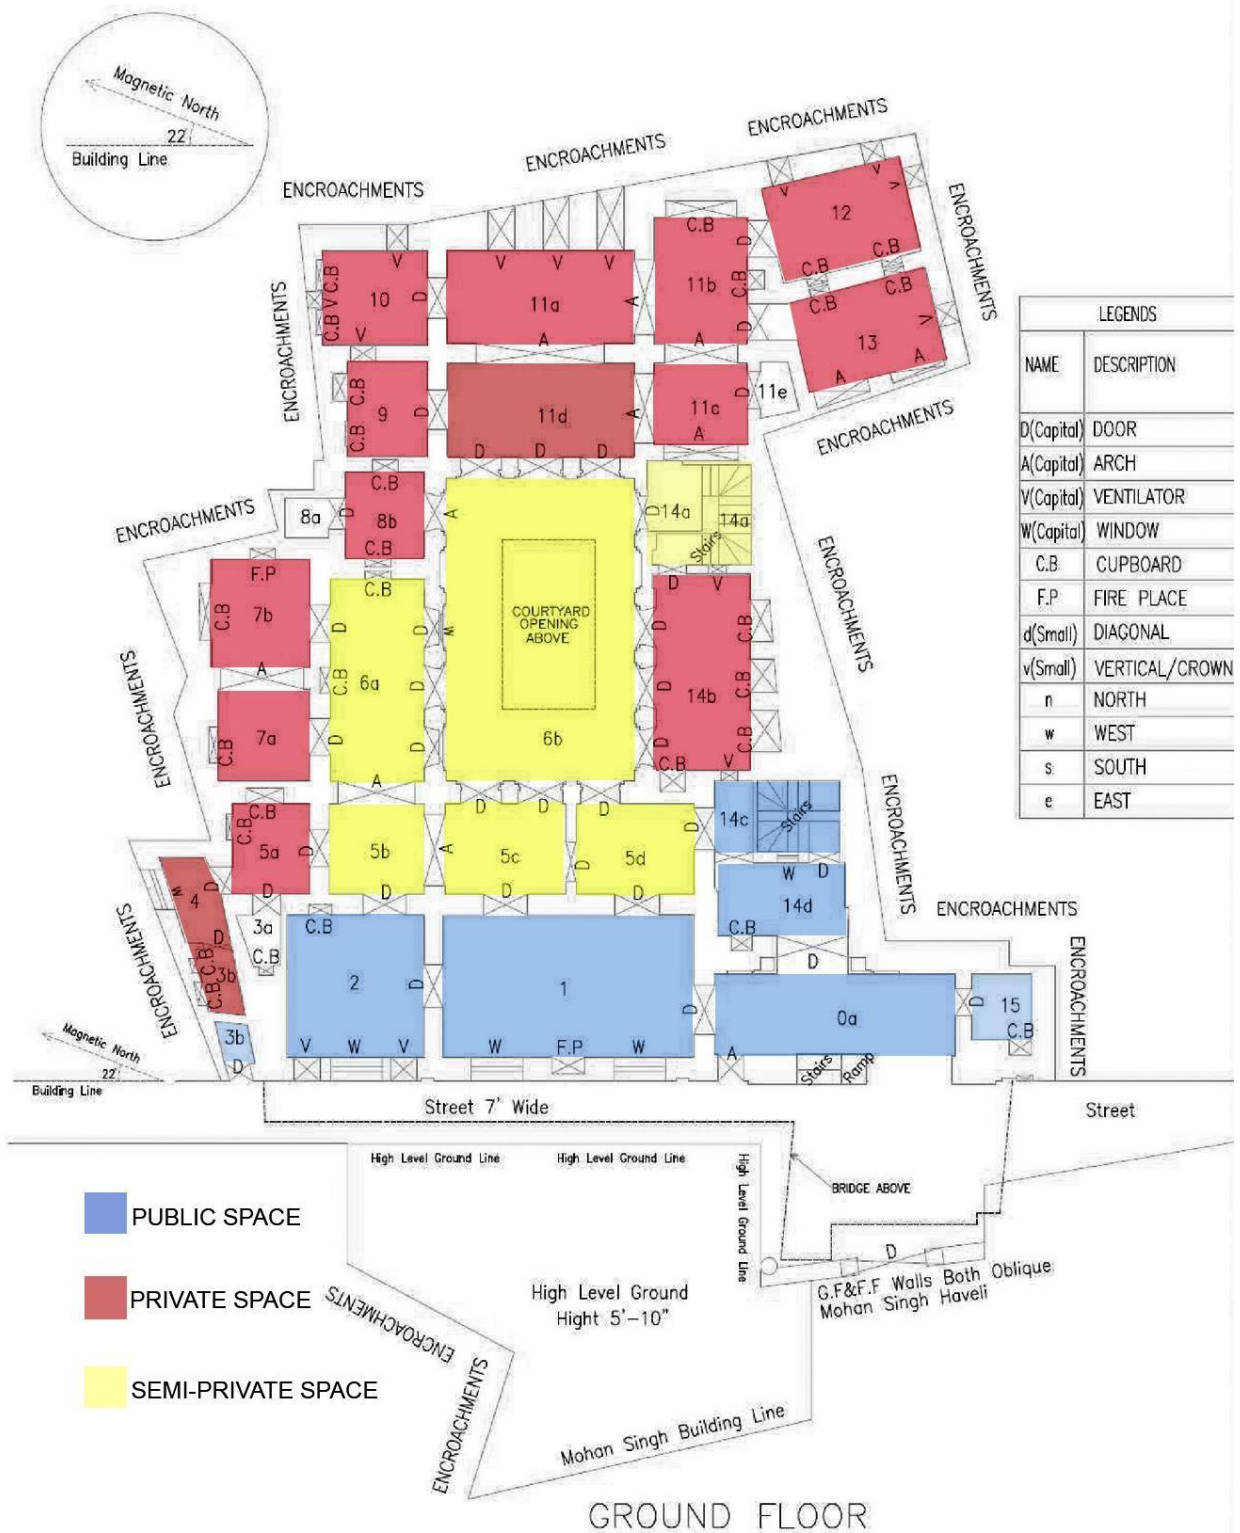 Magnetic North
22
Building Line
ENCROACHMENTS
ENCROACHMENTS
ENCROACHMENTS
ENCROACHMENTS
ENCROACHMENTS
ENCROACHMENTS
ENCROACHMENTS
ENCROACHMENTS
ENCROACHMENTS
ENCROACHMENTS
ENCROACHMENTS
ENCROACHMENTS
ENCROACHMENTS
ENCROACHMENTS
V V V
12
C.B C.B
D
C.B
11b
C.B
D
C.B C.B
13
V
A A
V
C.B
V
C.B
10
D
V
V V V
11a
A
A
C.B
9
C.B
D
11d
A
D D D
11c
D
A
11e
8a
D
C.B
8b
C.B
A
D
14a
14a
Stairs
COURTYARD
OPENING
ABOVE
6b
w
F.P
C.B
7b
D
A
C.B
7a
D
C.B
C.B
6a
D
D
D
A
D V
D
D
D
14b
C.B
C.B
C.B
C.B V
C.B
C.B
5a
D
D
5b
D
A
D D
5c
D
D
D
5d
D
D
14c
Stairs
W D
14d
C.B
D
w
4
D
D
C.B
C.B
3b
3a
C.B
3b
D
C.B
2
D
V W V
1
W F.P W
D
0a
A
Stairs
Ramp
D
15
C.B
LEGENDS
NAME DESCRIPTION
D(Capital) DOOR
A(Capital) ARCH
V(Capital) VENTILATOR
W(Capital) WINDOW
C.B CUPBOARD
F.P FIRE PLACE
d(Small) DIAGONAL
v(Small) VERTICAL/CROWN
n NORTH
w WEST
s SOUTH
e EAST
Magnetic North
22
Building Line
Street 7' Wide
Street
High Level Ground Line
High Level Ground Line
High Level Ground Line
BRIDGE ABOVE
D
G.F&F.F Walls Both Oblique
Mohan Singh Haveli
High Level Ground
Hight 5'-10"
PUBLIC SPACE
PRIVATE SPACE
SEMI-PRIVATE SPACE
Mohan Singh Building Line
GROUND FLOOR